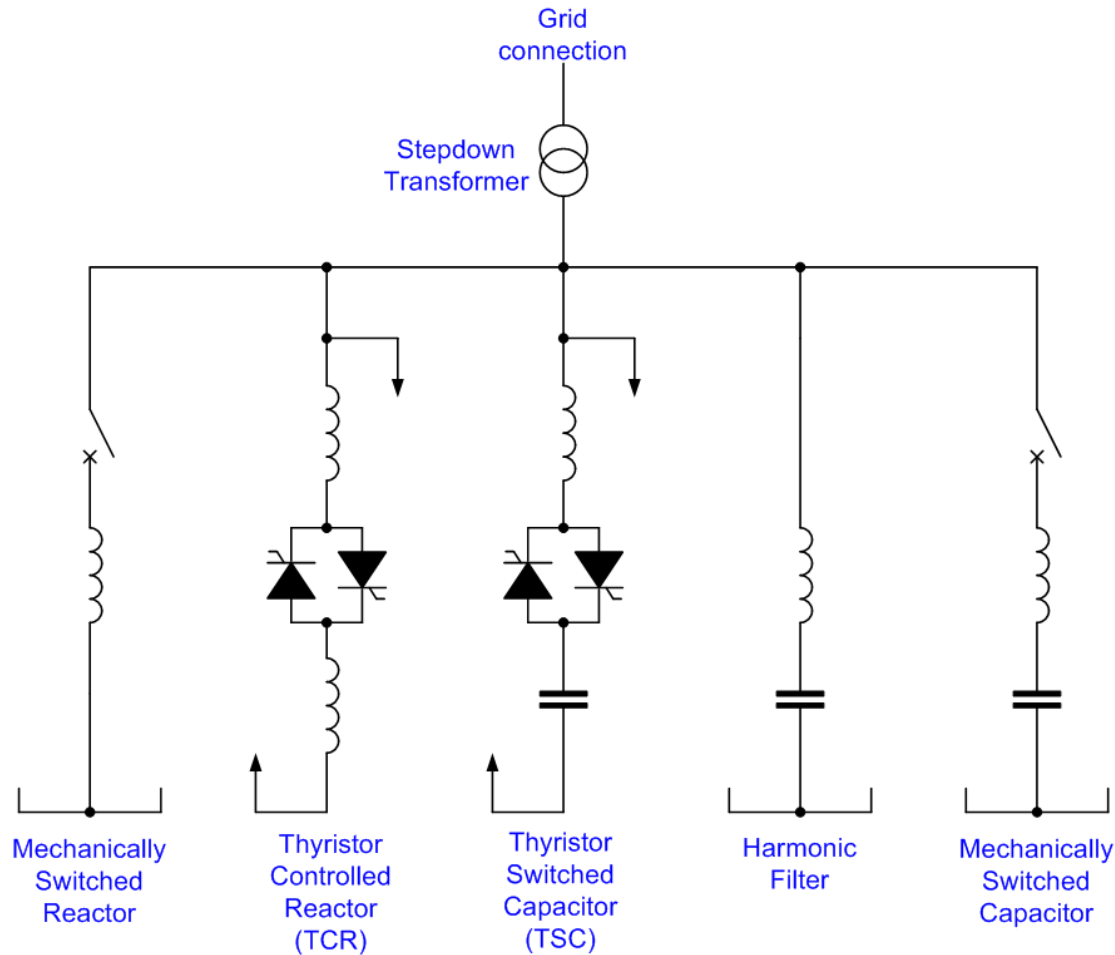 Grid
connection
Stepdown
Transformer
Mechanically
Switched
Reactor
Thyristor
Controlled
Reactor
(TCR)
Thyristor
Switched
Capacitor
(TSC)
Harmonic
Filter
Mechanically
Switched
Capacitor